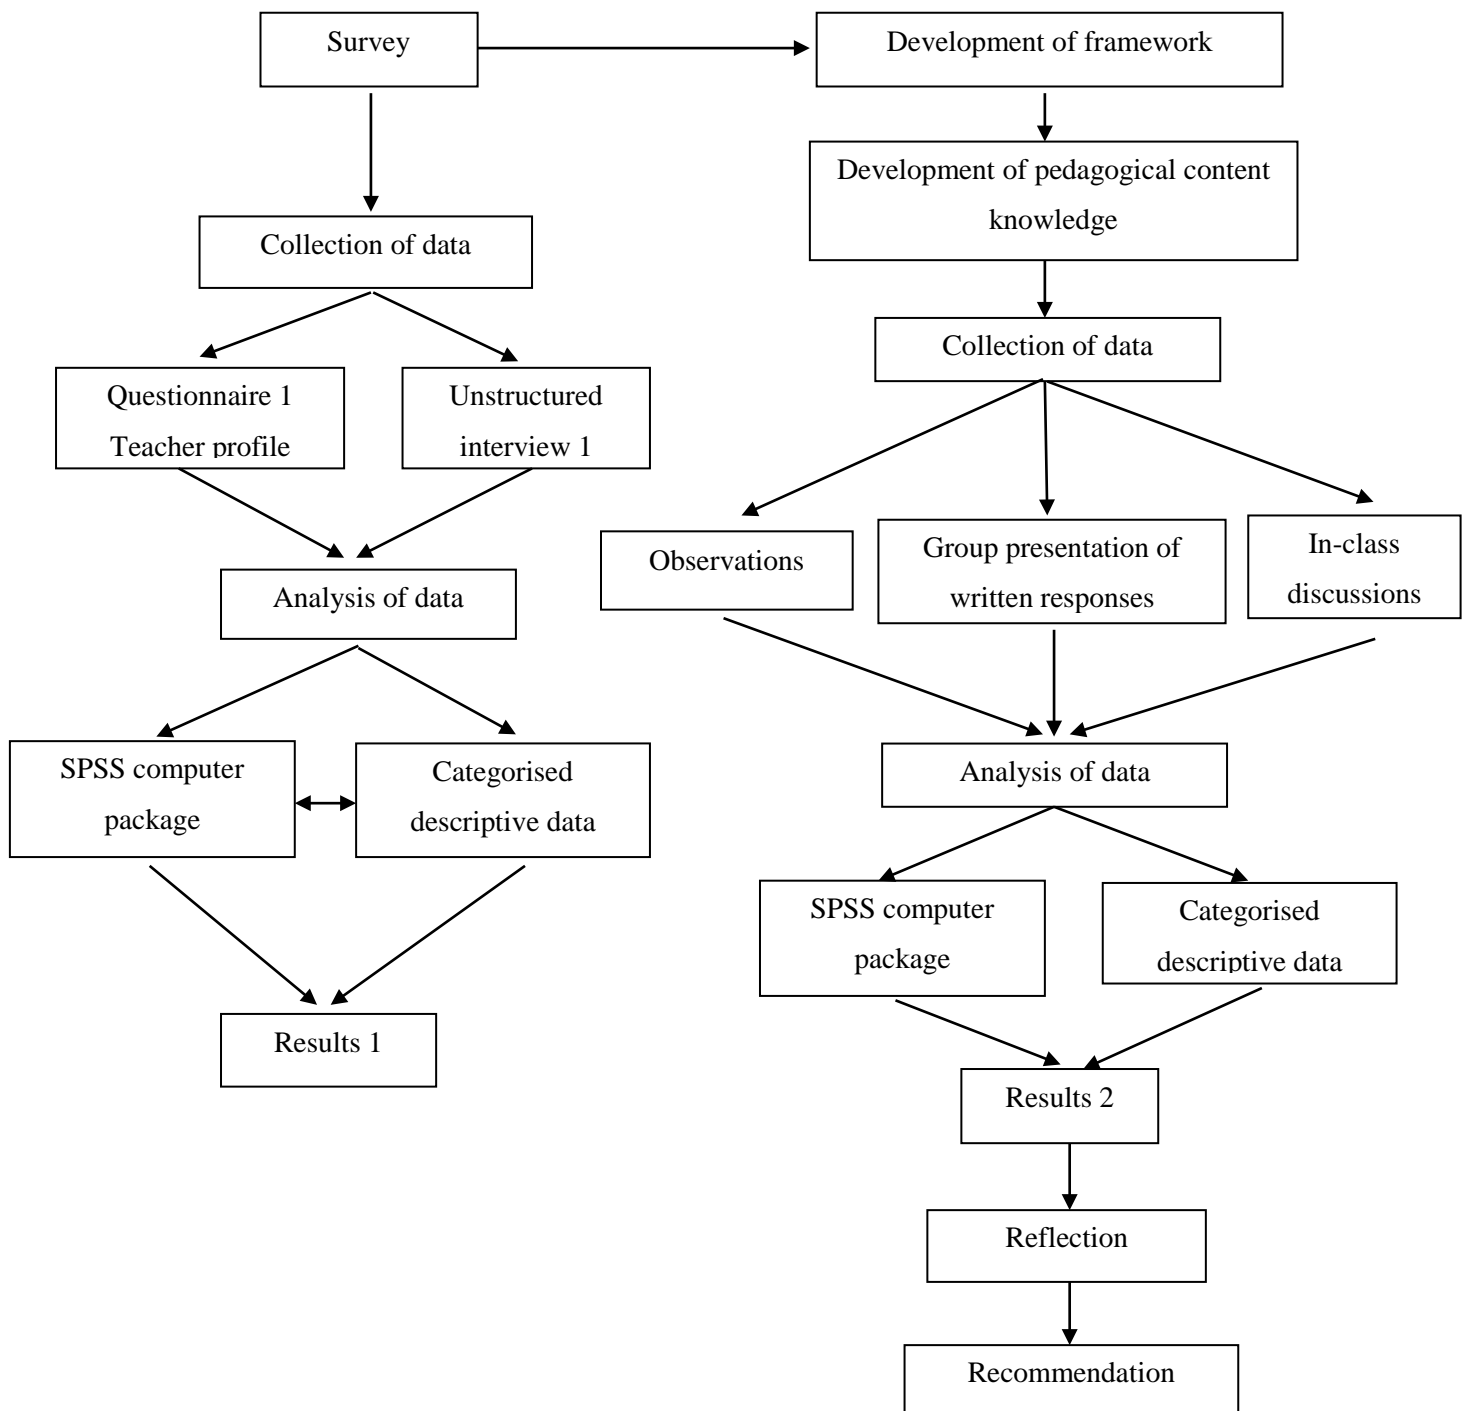 Survey
Development of framework
Development of pedagogical content
knowledge
Collection of data
Collection of data
Questionnaire 1
Teacher profile
Unstructured
interview 1
Observations
Group presentation of
written responses
In-class
discussions
Analysis of data
Analysis of data
SPSS computer
package
Categorised
descriptive data
SPSS computer
package
Categorised
descriptive data
Results 1
Results 2
Reflection
Recommendation